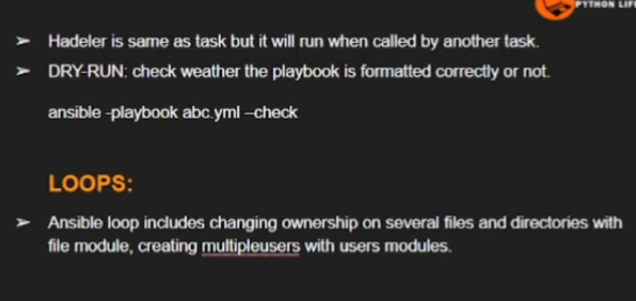 PYTHON LIFE
➤ Hadeler is same as task but it will run when called by another task.
➤ DRY-RUN: check weather the playbook is formatted correctly or not.
ansible -playbook abc.yml –check
LOOPS:
➤ Ansible loop includes changing ownership on several files and directories with
file module, creating multipleusers with users modules.